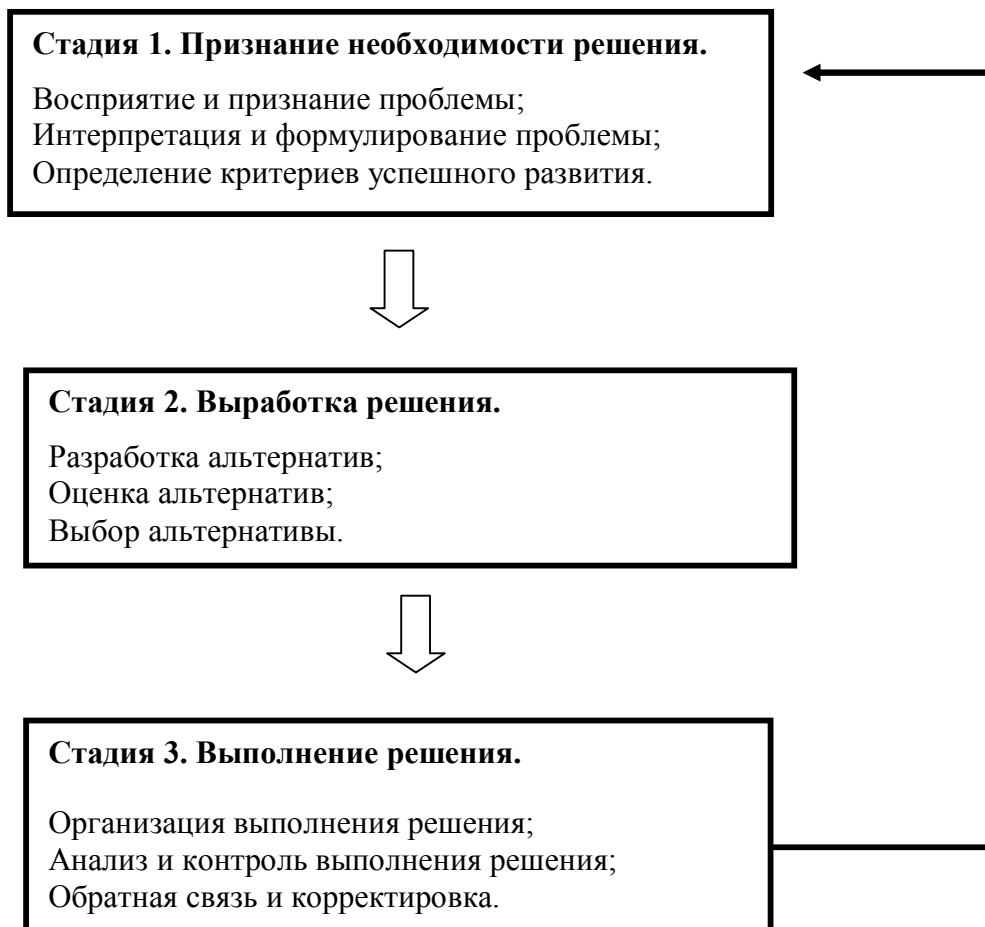 Стадия 1. Признание необходимости решения.
Восприятие и признание проблемы;
Интерпретация и формулирование проблемы;
Определение критериев успешного развития.
Стадия 2. Выработка решения.
Разработка альтернатив;
Оценка альтернатив;
Выбор альтернативы.
Стадия 3. Выполнение решения.
Организация выполнения решения;
Анализ и контроль выполнения решения;
Обратная связь и корректировка.